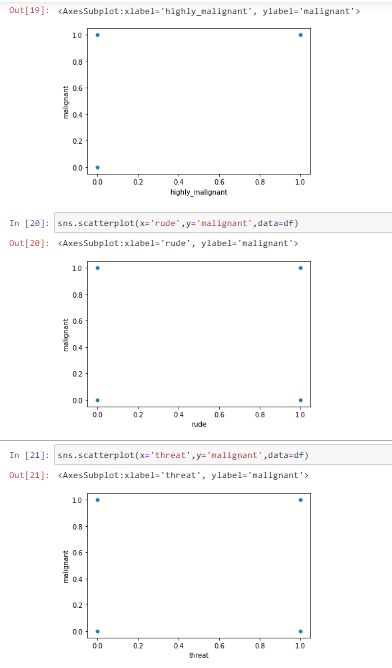 Out[19]: <AxesSubplot:xlabel='highly_malignant', ylabel='malignant'>
1.0
0.8
0.6
0.4
0.2
0.0
malignant
0.0 0.2 0.4 0.6 0.8 1.0
highly_malignant
In [20]: sns.scatterplot(x='rude',y='malignant',data=df)
Out[20]: <AxesSubplot:xlabel='rude', ylabel='malignant'>
1.0
0.8
0.6
0.4
0.2
0.0
malignant
0.0 0.2 0.4 0.6 0.8 1.0
rude
In [21]: sns.scatterplot(x='threat',y='malignant',data=df)
Out[21]: <AxesSubplot:xlabel='threat', ylabel='malignant'>
1.0
0.8
0.6
0.4
0.2
0.0
malignant
0.0 0.2 0.4 0.6 0.8 1.0
threat